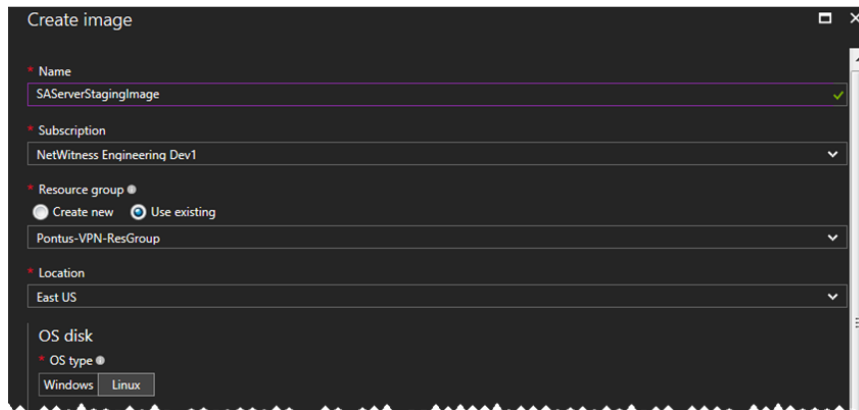 Create image
* Name
SAServerStagingImage
* Subscription
NetWitness Engineering Dev1
* Resource group
Create new Use existing
Pontus-VPN-ResGroup
* Location
East US
OS disk
* OS type
Windows Linux